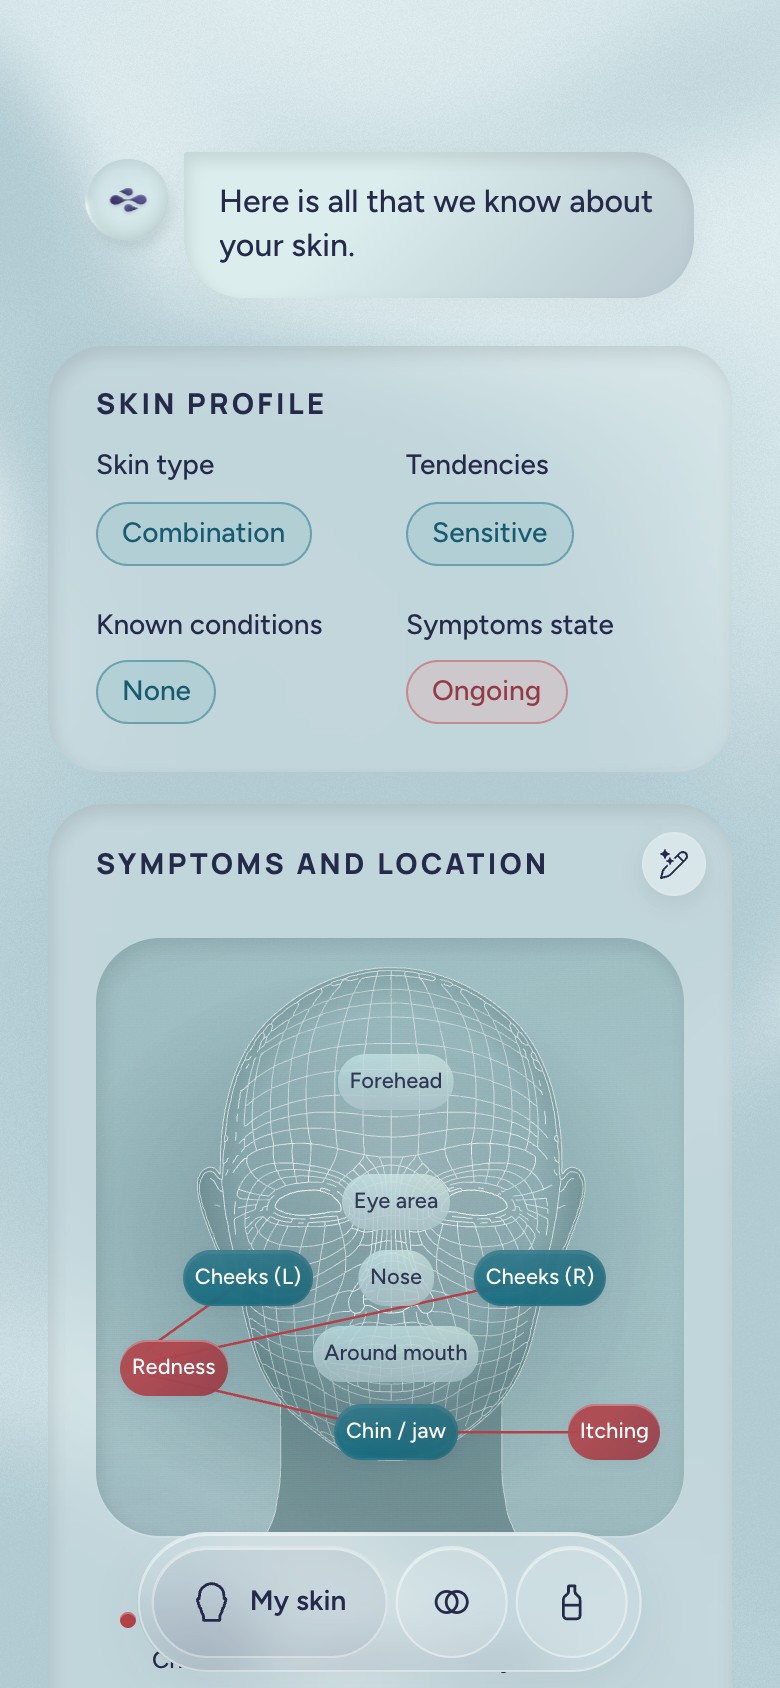 Here is all that we know about
your skin.
SKIN PROFILE
Skin type
Tendencies
Combination
Sensitive
Known conditions
Symptoms state
None
Ongoing
SYMPTOMS AND LOCATION
Forehead
Eye area
Cheeks (L)
Nose
Cheeks (R)
Around mouth
Redness
Chin / jaw
Itching
My skin